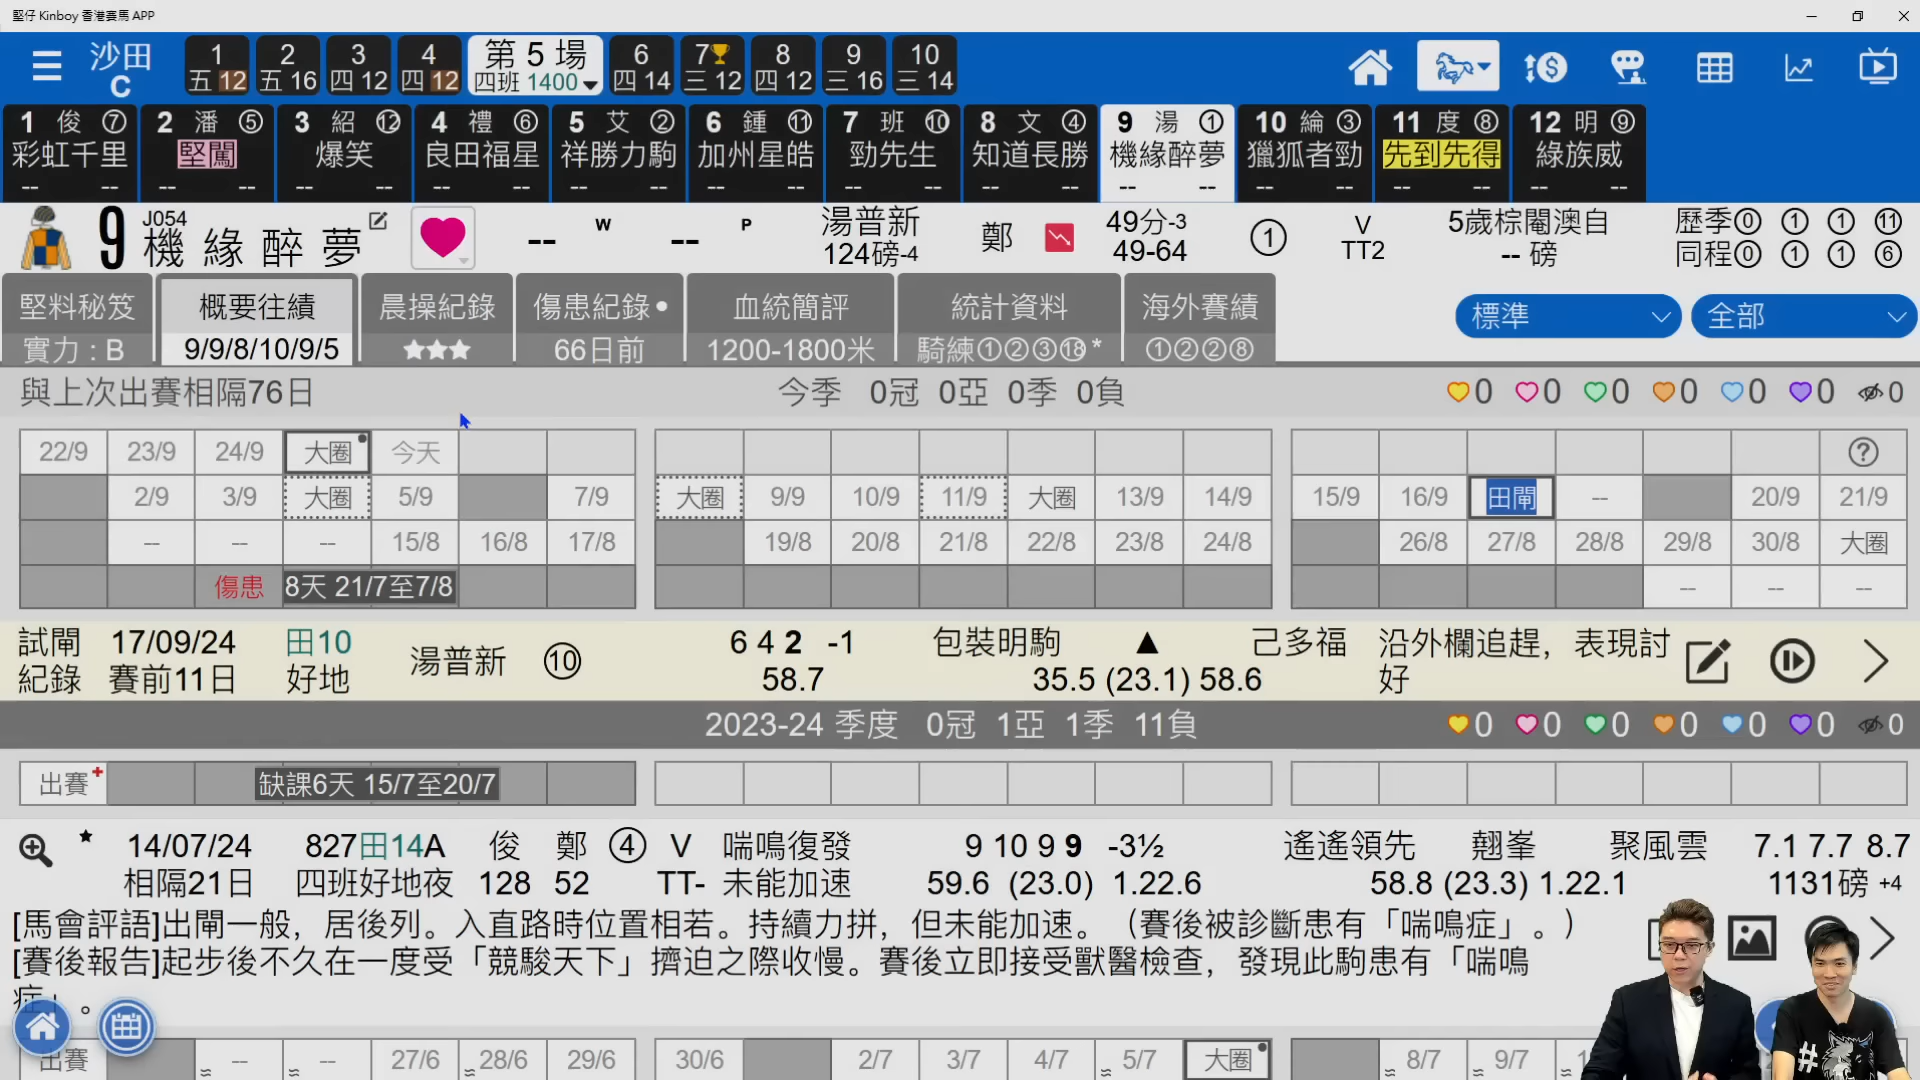 堅仔 Kinboy 香港賽馬 APP
沙田 C
1 五 12
2 五 16
3 四 12
4 四 12
第 5 場 四班 1400
6 四 14
7 三 12
8 四 12
9 三 16
10 三 14
1 俊 ⑦ 彩虹千里 -- --
2 潘 ⑤ 堅闖 -- --
3 紹 ⑫ 爆笑 -- --
4 禮 ⑥ 良田福星 -- --
5 艾 ② 祥勝力駒 -- --
6 鍾 ⑪ 加州星皓 -- --
7 班 ⑩ 勁先生 -- --
8 文 ④ 知道長勝 -- --
9 湯 ① 機緣醉夢 -- --
10 綸 ③ 獵狐者勁 -- --
11 度 ⑧ 先到先得 -- --
12 明 ⑨ 綠族威 -- --
9 J054 機緣醉夢 -- W -- P 湯普新 124磅-4 鄭 49分-3 49-64 ① V TT2 5歲棕閹澳自 -- 磅
歷季⓪ ① ① ⑪
同程⓪ ① ① ⑥
堅料秘笈 實力：B
概要往績 9/9/8/10/9/5
晨操紀錄 ★★★
傷患紀錄• 66日前
血統簡評 1200-1800米
統計資料 騎練①②③⑱*
海外賽績 ①②②⑧
標準
全部
與上次出賽相隔76日 今季 0冠 0亞 0季 0負 0 0 0 0 0 0 0
22/9 23/9 24/9 大圈 今天 ?
2/9 3/9 大圈 5/9 7/9 大圈 9/9 10/9 11/9 大圈 13/9 14/9 15/9 16/9 田閘 -- 20/9 21/9
-- -- -- 15/8 16/8 17/8 19/8 20/8 21/8 22/8 23/8 24/8 26/8 27/8 28/8 29/8 30/8 大圈
傷患 8天 21/7至7/8 -- -- --
試閘 17/09/24 田10 湯普新 ⑩ 6 4 2 -1 包裝明駒 ▲ 己多福 沿外欄追趕，表現討
紀錄 賽前11日 好地 58.7 35.5 (23.1) 58.6 好
2023-24 季度 0冠 1亞 1季 11負 0 0 0 0 0 0 0
出賽+ 缺課6天 15/7至20/7
★ 14/07/24 827田14A 俊 鄭 ④ V 喘鳴復發 9 10 9 9 -3½ 遙遙領先 翹峯 聚風雲 7.1 7.7 8.7
相隔21日 四班好地夜 128 52 TT- 未能加速 59.6 (23.0) 1.22.6 58.8 (23.3) 1.22.1 1131磅 +4
[馬會評語]出閘一般，居後列。入直路時位置相若。持續力拼，但未能加速。（賽後被診斷患有「喘鳴症」。）
[賽後報告]起步後不久在一度受「競駿天下」擠迫之際收慢。賽後立即接受獸醫檢查，發現此駒患有「喘鳴
症」。
出賽 -- -- 27/6 28/6 29/6 30/6 2/7 3/7 4/7 5/7 大圈 8/7 9/7
#